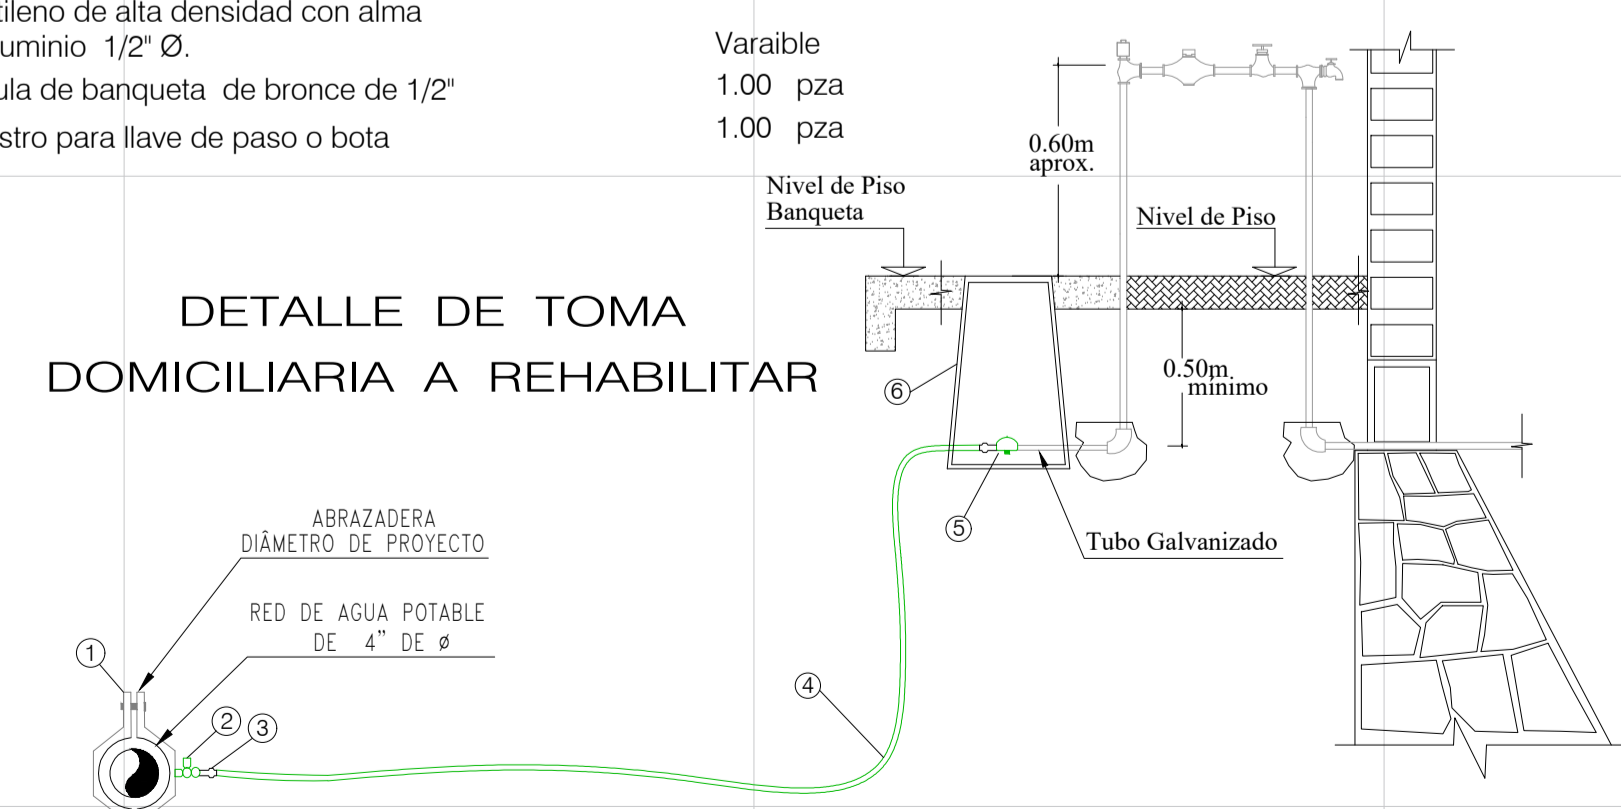 tileno de alta densidad con alma
uminio 1/2" Ø.
ula de banqueta de bronce de 1/2"
stro para llave de paso o bota
Varaible
1.00 pza
1.00 pza
0.60m
aprox.
Nivel de Piso
Banqueta
Nivel de Piso
DETALLE DE TOMA
DOMICILIARIA A REHABILITAR
0.50m.
mínimo
6
5
Tubo Galvanizado
ABRAZADERA
DIÂMETRO DE PROYECTO
RED DE AGUA POTABLE
DE 4" DE ø
1
2
3
4